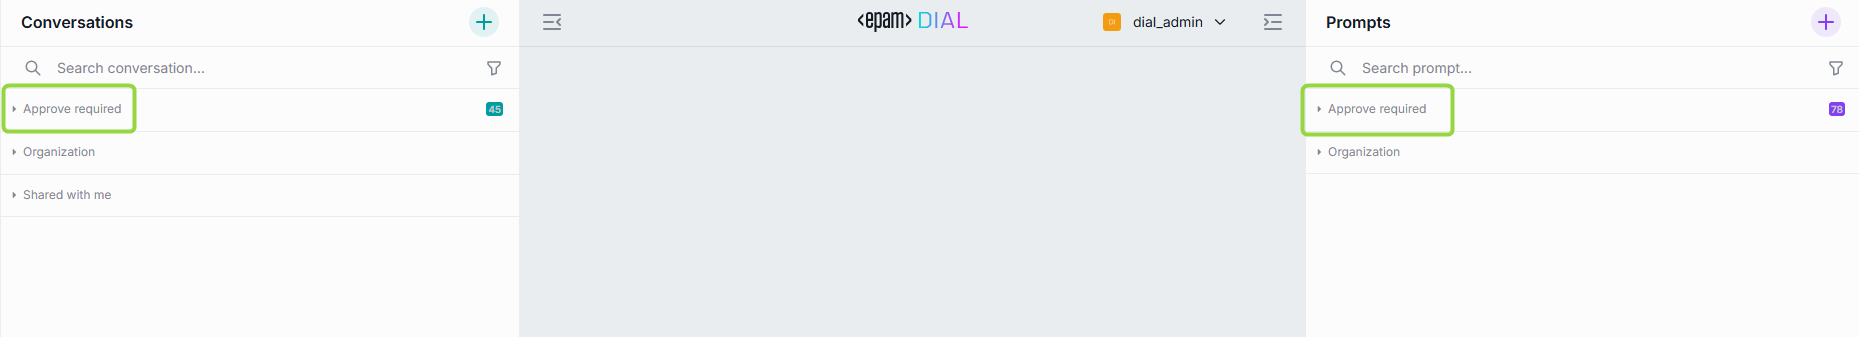 Conversations
<epam> DIAL
DI
dial_admin
Prompts
Search conversation...
Search prompt...
Approve required
45
Approve required
78
Organization
Organization
Shared with me